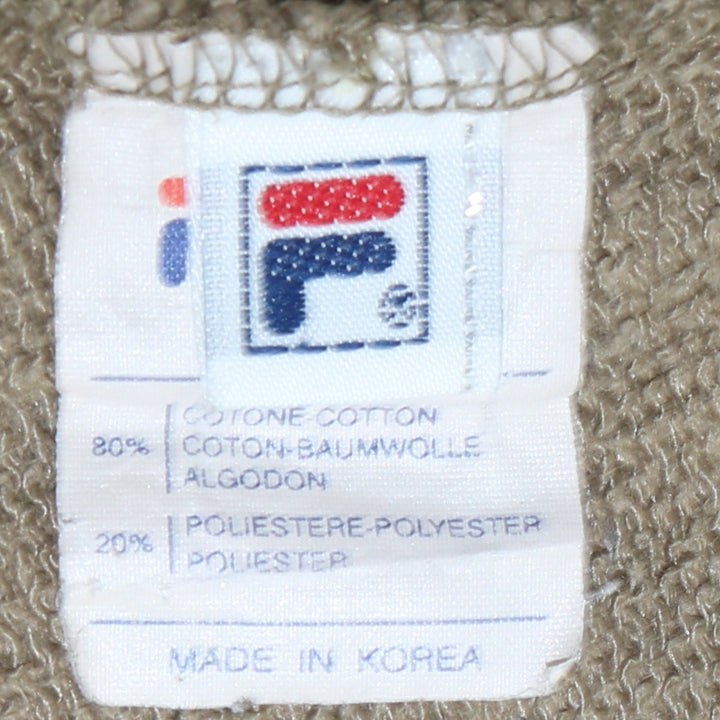 COTONE-COTTON
80% COTON-BAUMWOLLE
ALGODON
20% POLIESTERE-POLYESTER
POLIESTER
MADE IN KOREA